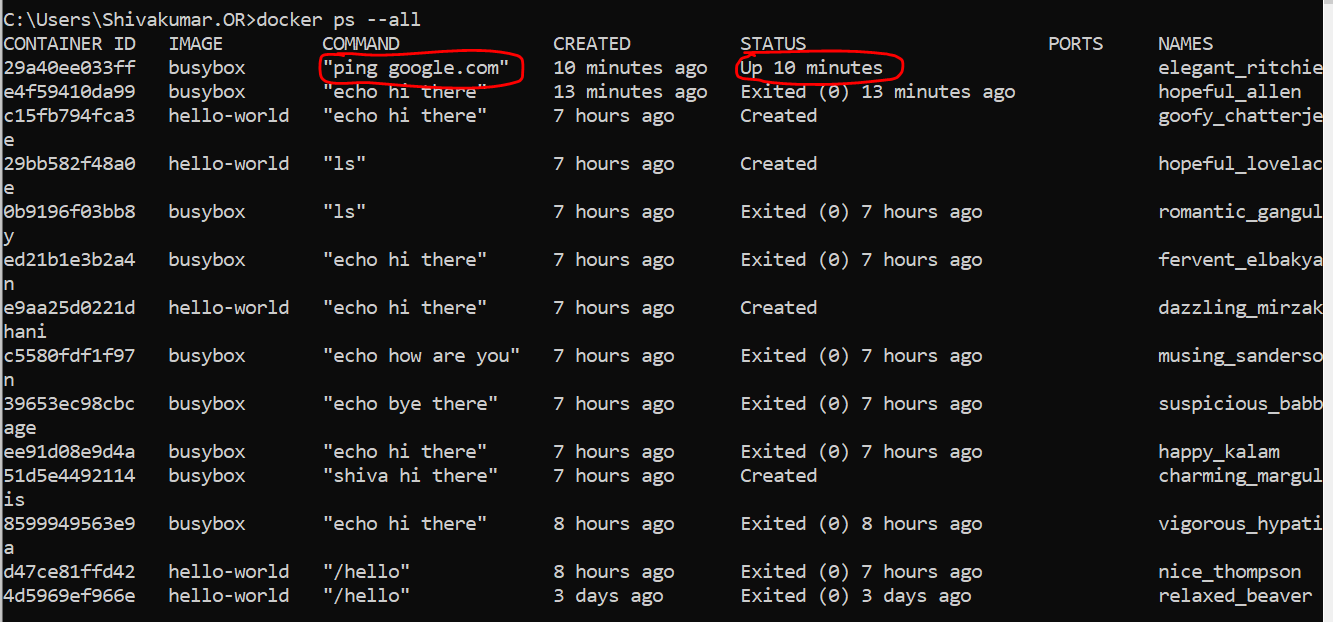 C:\Users\Shivakumar.OR>docker ps --all
CONTAINER ID   IMAGE         COMMAND              CREATED          STATUS                      PORTS     NAMES
29a40ee033ff   busybox       "ping google.com"    10 minutes ago   Up 10 minutes                         elegant_ritchie
e4f59410da99   busybox       "echo hi there"      13 minutes ago   Exited (0) 13 minutes ago             hopeful_allen
c15fb794fca3   hello-world   "echo hi there"      7 hours ago      Created                               goofy_chatterje
e
29bb582f48a0   hello-world   "ls"                 7 hours ago      Created                               hopeful_lovelac
e
0b9196f03bb8   busybox       "ls"                 7 hours ago      Exited (0) 7 hours ago                romantic_gangul
y
ed21b1e3b2a4   busybox       "echo hi there"      7 hours ago      Exited (0) 7 hours ago                fervent_elbakya
n
e9aa25d0221d   hello-world   "echo hi there"      7 hours ago      Created                               dazzling_mirzak
hani
c5580fdf1f97   busybox       "echo how are you"   7 hours ago      Exited (0) 7 hours ago                musing_sanderso
n
39653ec98cbc   busybox       "echo bye there"     7 hours ago      Exited (0) 7 hours ago                suspicious_babb
age
ee91d08e9d4a   busybox       "echo hi there"      7 hours ago      Exited (0) 7 hours ago                happy_kalam
51d5e4492114   busybox       "shiva hi there"     7 hours ago      Created                               charming_margul
is
8599949563e9   busybox       "echo hi there"      8 hours ago      Exited (0) 8 hours ago                vigorous_hypati
a
d47ce81ffd42   hello-world   "/hello"             8 hours ago      Exited (0) 7 hours ago                nice_thompson
4d5969ef966e   hello-world   "/hello"             3 days ago       Exited (0) 3 days ago                 relaxed_beaver